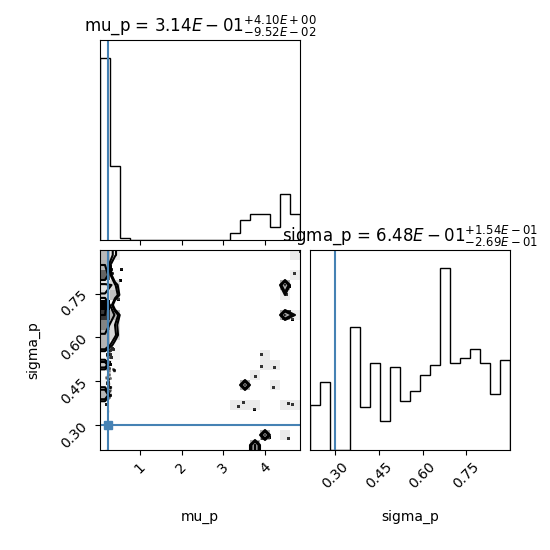 mu_p = 3.14E − 01 +4.10E+00 −9.52E−02
sigma_p = 6.48E − 01 +1.54E−01 −2.69E−01
sigma_p
0.75
0.60
0.45
0.30
1 2 3 4
mu_p
0.30 0.45 0.60 0.75
sigma_p